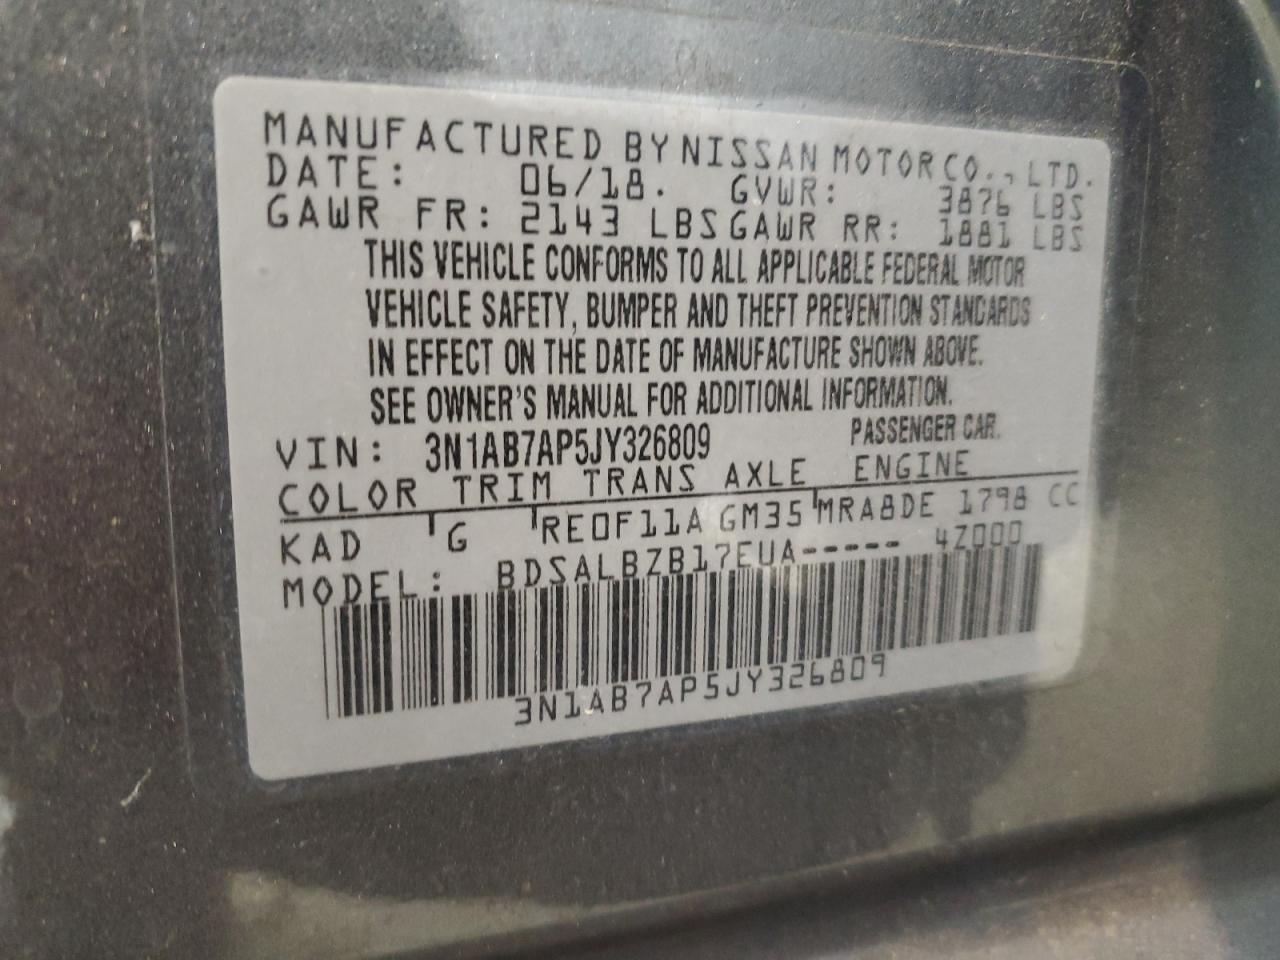 MANUFACTURED BY NISSAN MOTOR CO., LTD.
DATE: 06/18. GVWR: 3876 LBS
GAWR FR: 2143 LBS GAWR RR: 1881 LBS
THIS VEHICLE CONFORMS TO ALL APPLICABLE FEDERAL MOTOR
VEHICLE SAFETY, BUMPER AND THEFT PREVENTION STANDARDS
IN EFFECT ON THE DATE OF MANUFACTURE SHOWN ABOVE.
SEE OWNER'S MANUAL FOR ADDITIONAL INFORMATION.
VIN: 3N1AB7AP5JY326809 PASSENGER CAR.
COLOR TRIM TRANS AXLE ENGINE
KAD G RE0F11A GM35 MRA8DE 1798 CC
MODEL: BDSALBZB17EUA----- 4Z000
3N1AB7AP5JY326809